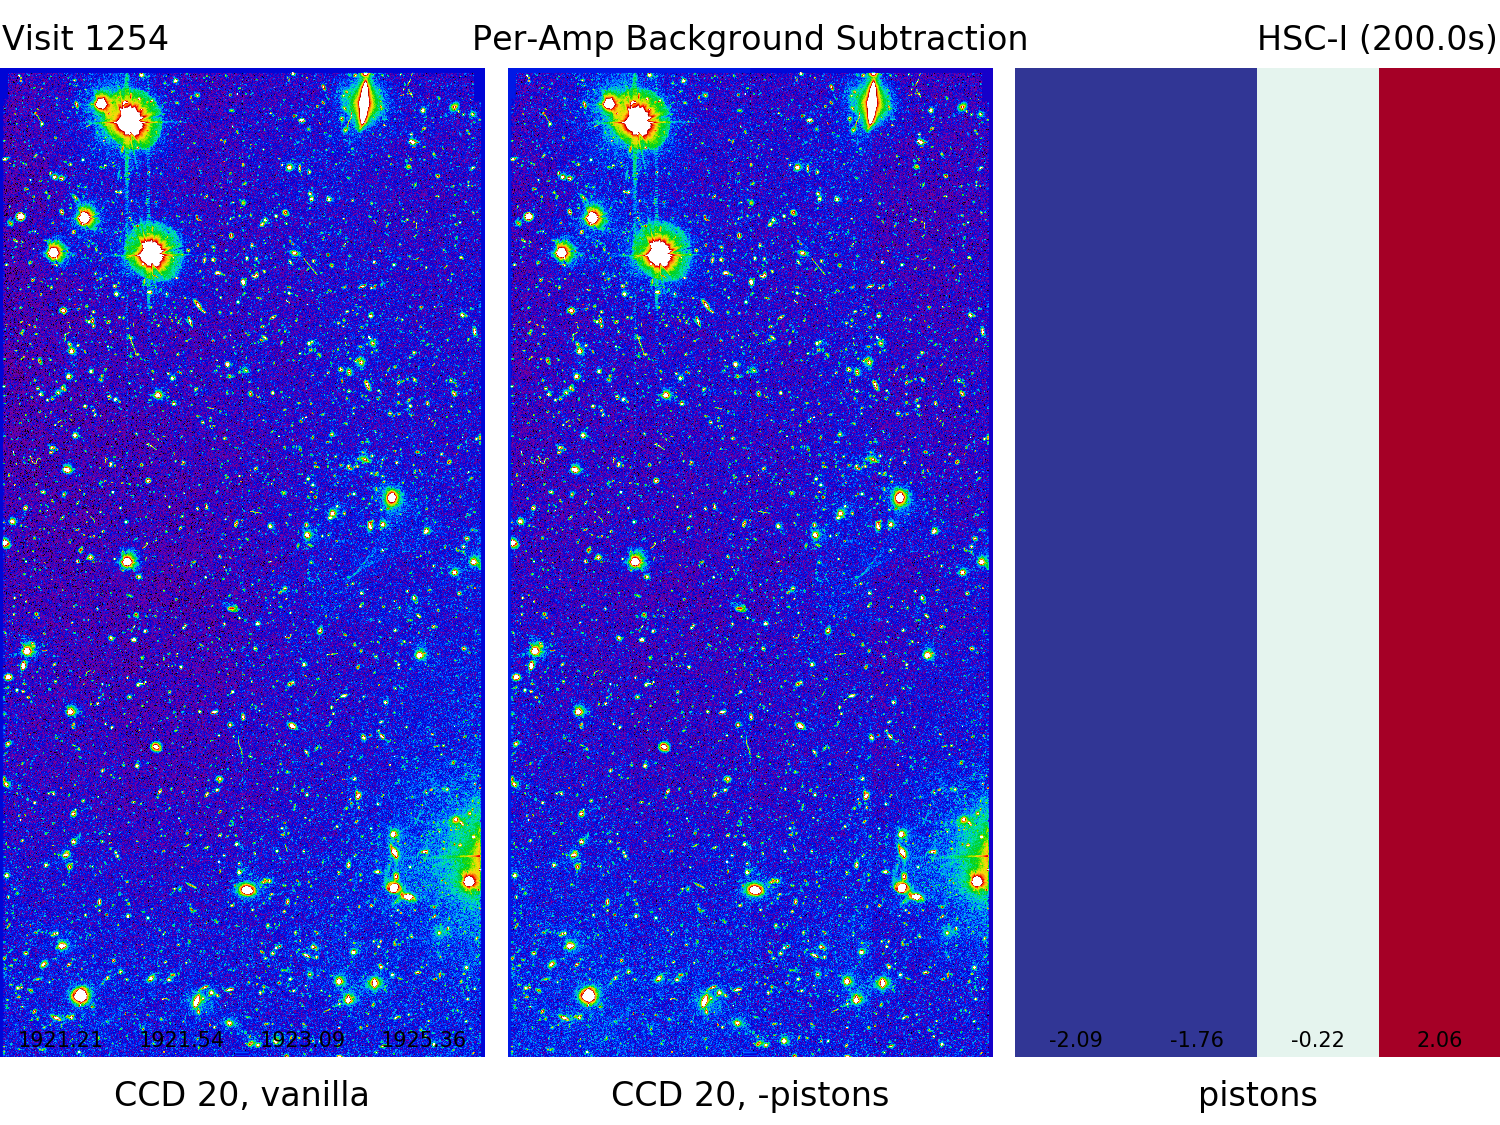 Visit 1254 Per-Amp Background Subtraction HSC-I (200.0s)
1921.21 1921.54 1923.09 1925.36 -2.09 -1.76 -0.22 2.06
CCD 20, vanilla CCD 20, -pistons pistons